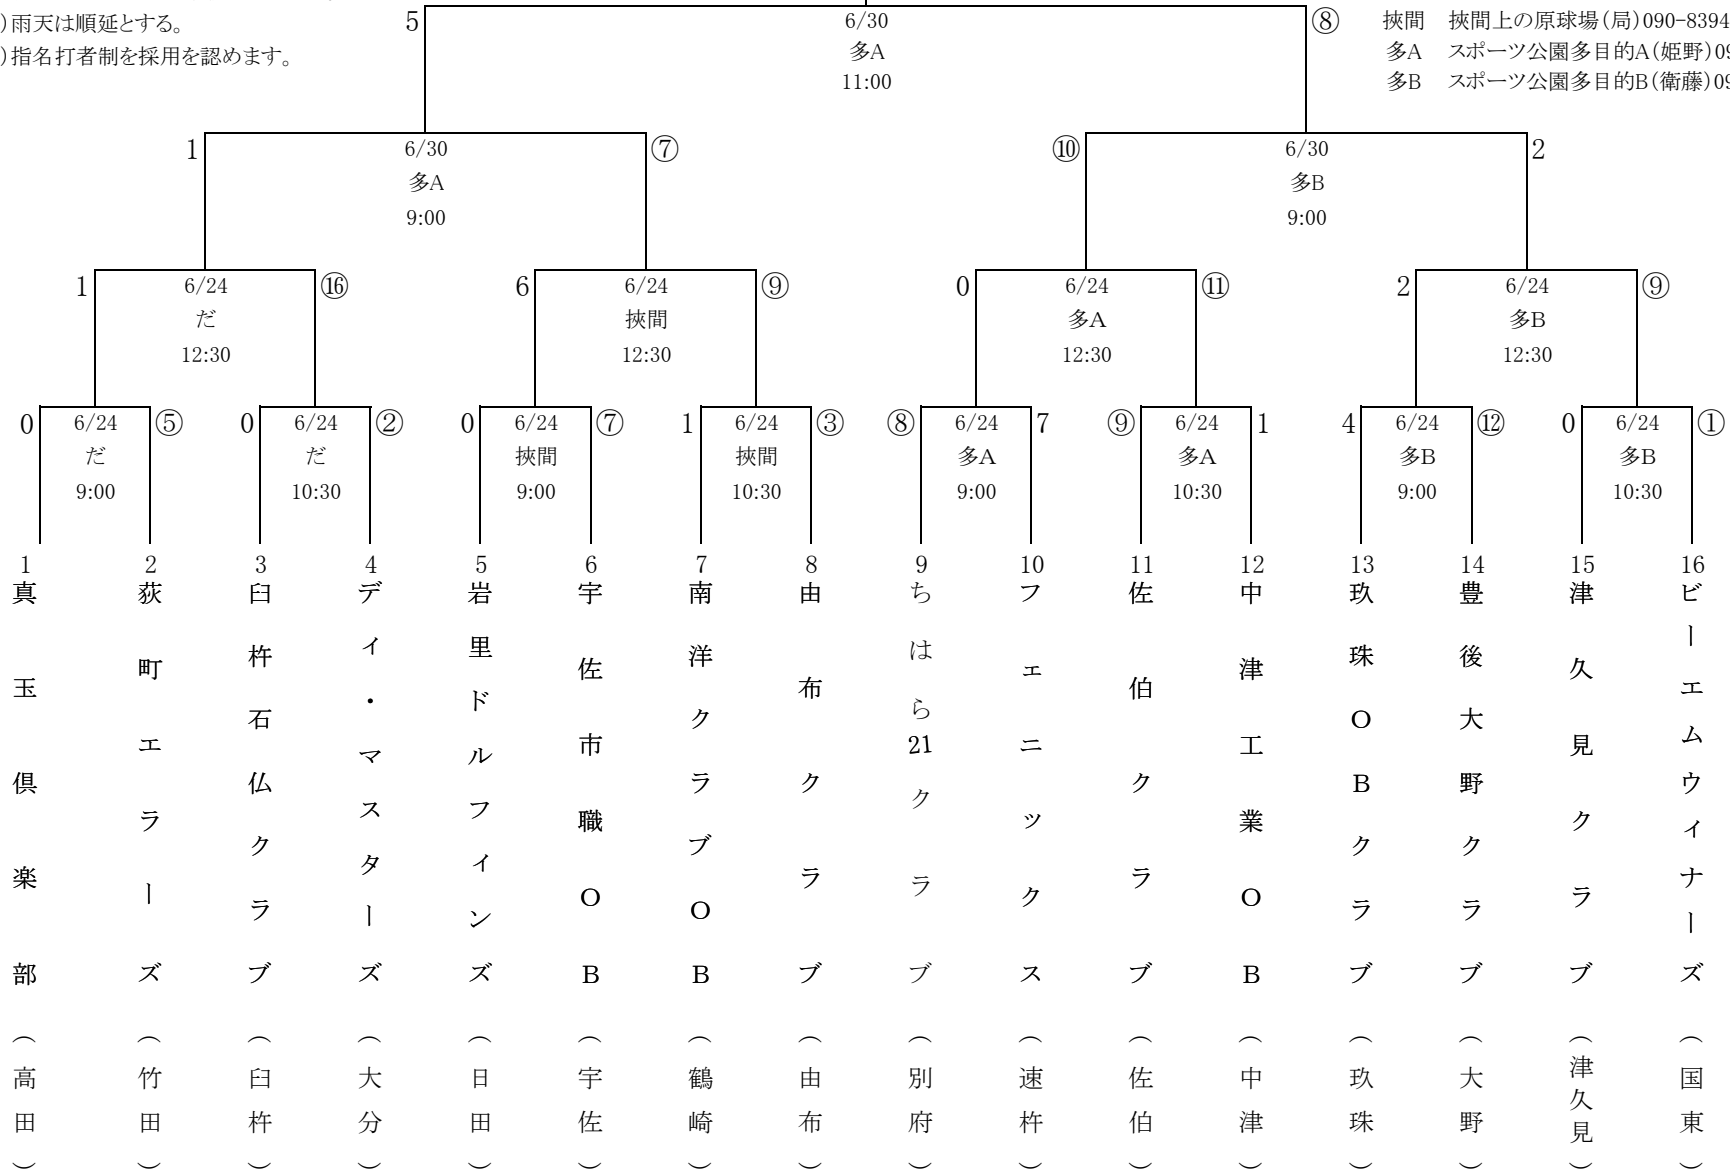 )雨天は順延とする。
)指名打者制を採用を認めます。
挾間 挾間上の原球場(局)090-8394
多A スポーツ公園多目的A(姫野)09
多B スポーツ公園多目的B(衛藤)09
5 6/30 ⑧
多A
11:00
1 6/30 ⑦
多A
9:00
⑩ 6/30 2
多B
9:00
1 6/24 ⑯
だ
12:30
6 6/24 ⑨
挾間
12:30
0 6/24 ⑪
多A
12:30
2 6/24 ⑨
多B
12:30
0 6/24 ⑤
だ
9:00
0 6/24 ②
だ
10:30
0 6/24 ⑦
挾間
9:00
1 6/24 ③
挾間
10:30
⑧ 6/24 7
多A
9:00
⑨ 6/24 1
多A
10:30
4 6/24 ⑫
多B
9:00
0 6/24 ①
多B
10:30
1 真玉倶楽部(高田)
2 荻町エラーズ(竹田)
3 臼杵石仏クラブ(臼杵)
4 ディ・マスターズ(大分)
5 岩里ドルフィンズ(日田)
6 宇佐市職OB(宇佐)
7 南洋クラブOB(鶴崎)
8 由布クラブ(由布)
9 ちはら21クラブ(別府)
10 フェニックス(速杵)
11 佐伯クラブ(佐伯)
12 中津工業OB(中津)
13 玖珠OBクラブ(玖珠)
14 豊後大野クラブ(大野)
15 津久見クラブ(津久見)
16 ビーエムウィナーズ(国東)